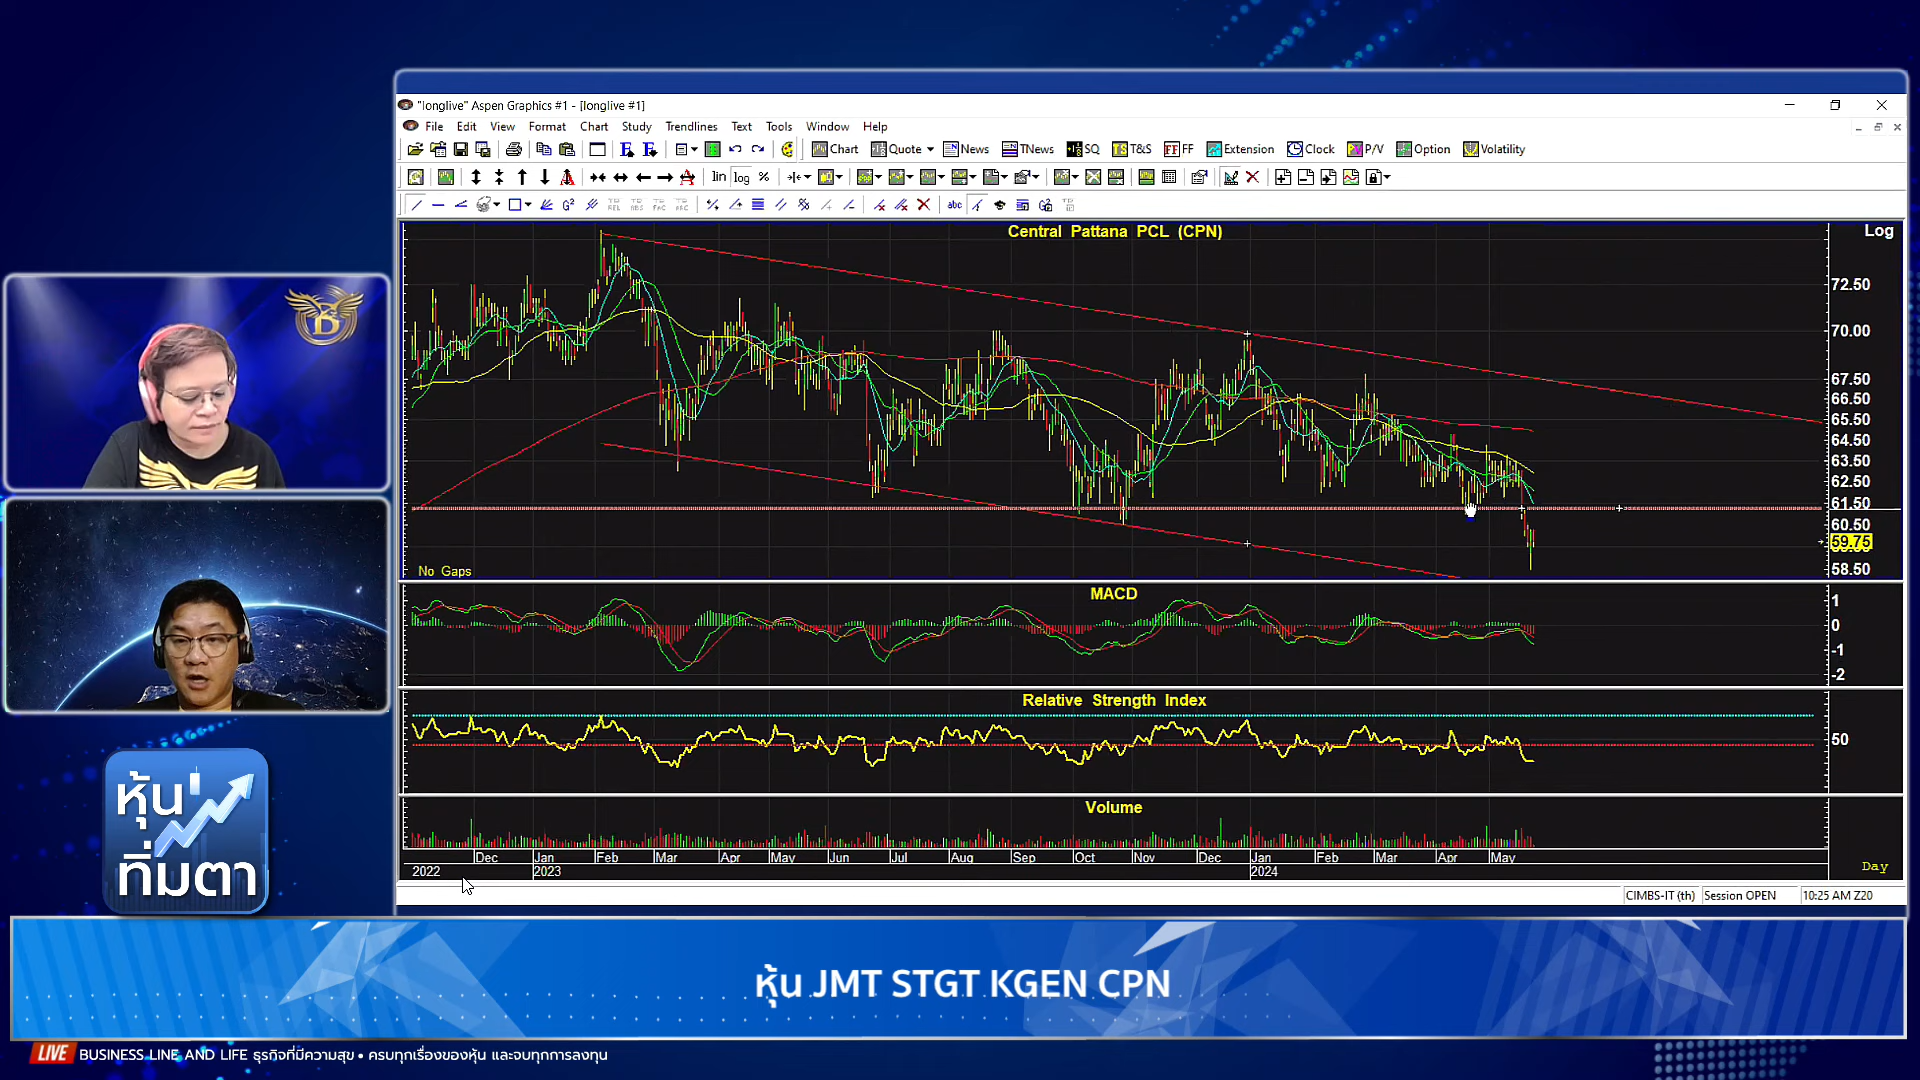 "longlive" Aspen Graphics #1 - [longlive #1]
File Edit View Format Chart Study Trendlines Text Tools Window Help
Chart Quote News TNews SQ T&S FF Extension Clock P/V Option Volatility
lin log %
abc
Central Pattana PCL (CPN)
Log
72.50
70.00
67.50
66.50
65.50
64.50
63.50
62.50
61.50
60.50
59.75
58.50
No Gaps
MACD
1
0
-1
-2
Relative Strength Index
50
Volume
Dec Jan Feb Mar Apr May Jun Jul Aug Sep Oct Nov Dec Jan Feb Mar Apr May
2022 2023 2024
Day
CIMBS-IT (th) Session OPEN 10:25 AM Z20
หุ้น
ทิ่มตา
หุ้น JMT STGT KGEN CPN
LIVE BUSINESS LINE AND LIFE ธุรกิจที่มีความสุข • ครบทุกเรื่องของหุ้น และจบทุกการลงทุน